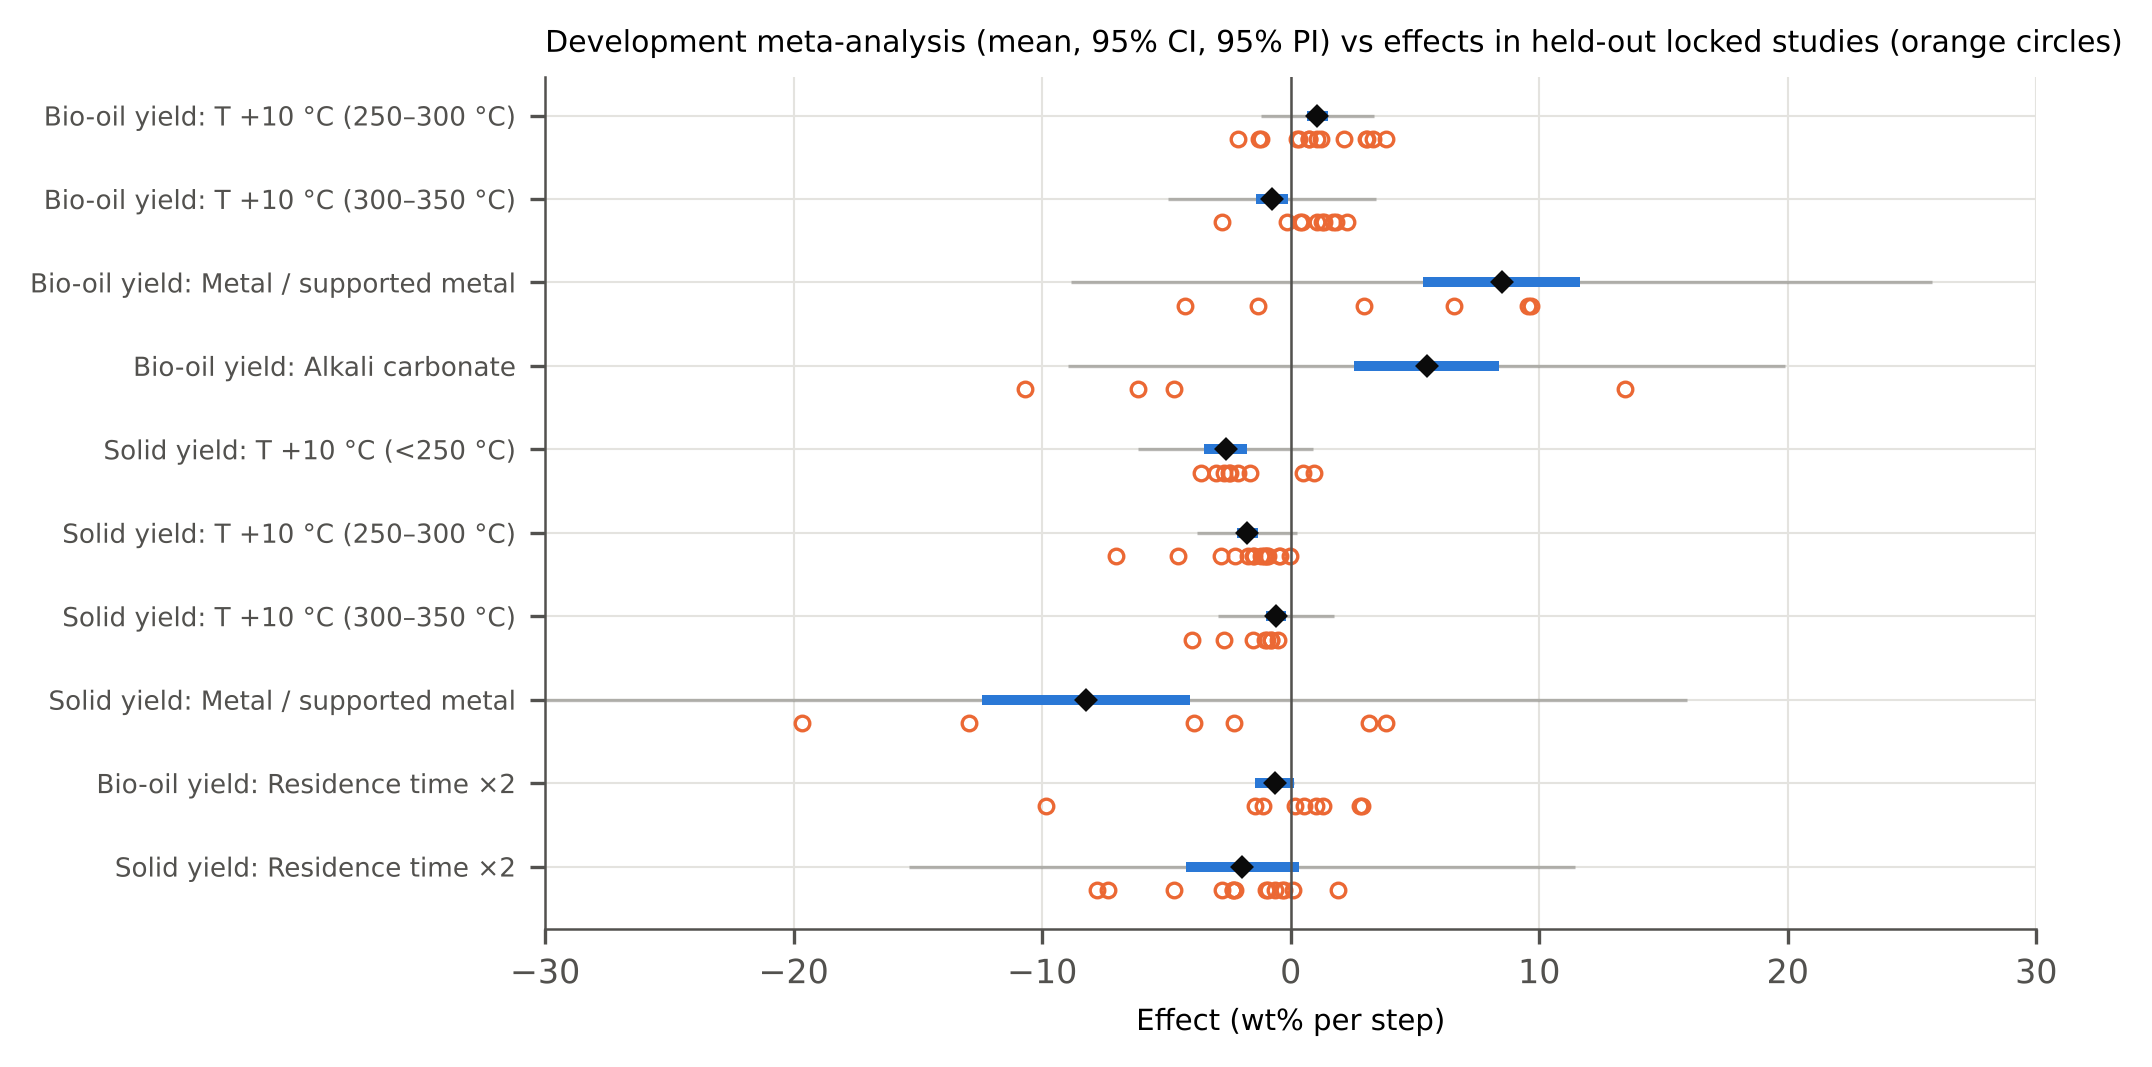 Development meta-analysis (mean, 95% CI, 95% PI) vs effects in held-out locked studies (orange circles)
Bio-oil yield: T +10 °C (250–300 °C)
Bio-oil yield: T +10 °C (300–350 °C)
Bio-oil yield: Metal / supported metal
Bio-oil yield: Alkali carbonate
Solid yield: T +10 °C (<250 °C)
Solid yield: T +10 °C (250–300 °C)
Solid yield: T +10 °C (300–350 °C)
Solid yield: Metal / supported metal
Bio-oil yield: Residence time ×2
Solid yield: Residence time ×2
−30 −20 −10 0 10 20 30
Effect (wt% per step)